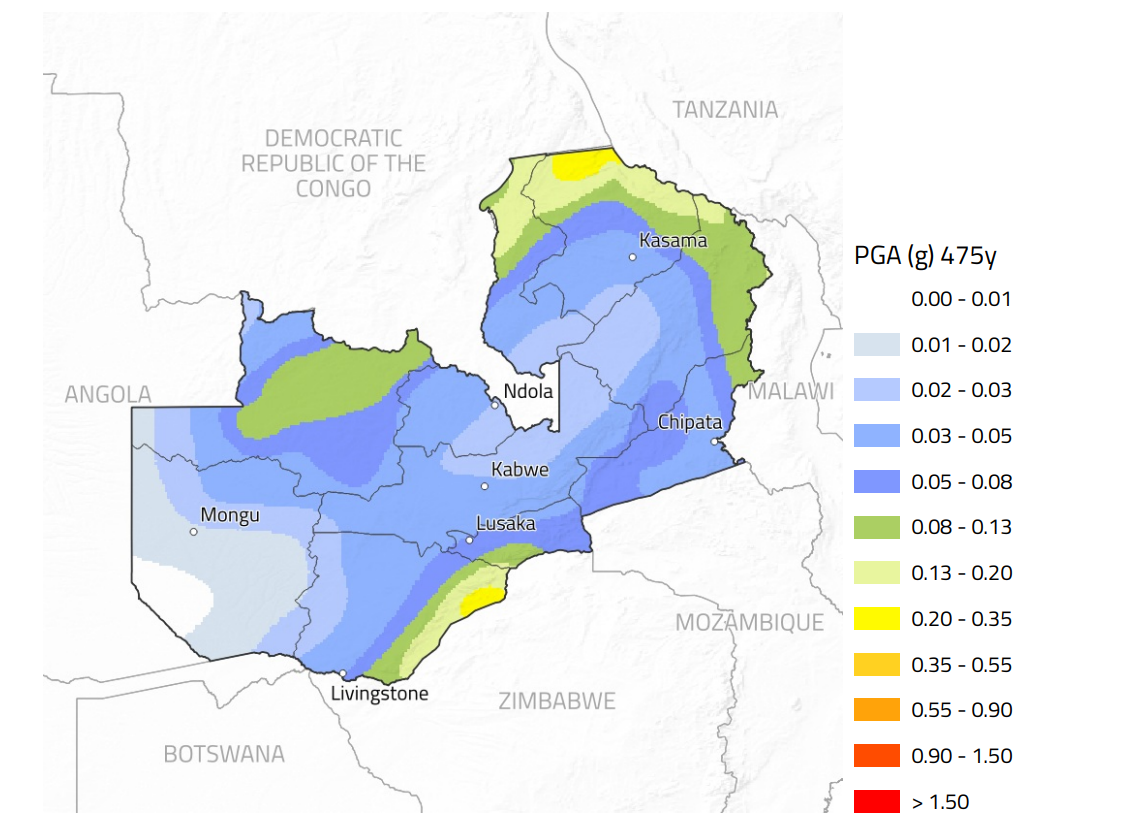 TANZANIA
DEMOCRATIC
REPUBLIC OF THE
CONGO
Kasama
ANGOLA
Ndola
MALAWI
Chipata
Kabwe
Mongu
Lusaka
MOZAMBIQUE
Livingstone
ZIMBABWE
BOTSWANA
PGA (g) 475y
0.00 - 0.01
0.01 - 0.02
0.02 - 0.03
0.03 - 0.05
0.05 - 0.08
0.08 - 0.13
0.13 - 0.20
0.20 - 0.35
0.35 - 0.55
0.55 - 0.90
0.90 - 1.50
> 1.50